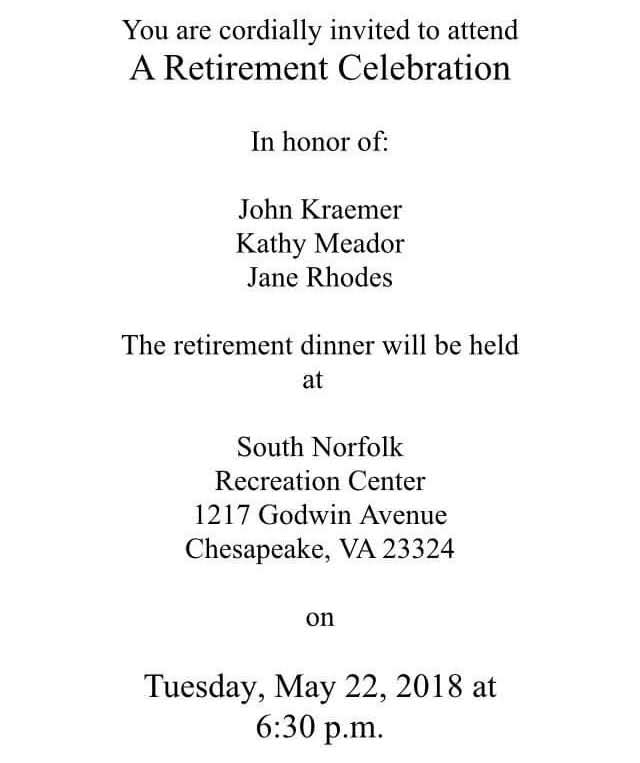 You are cordially invited to attend
A Retirement Celebration
In honor of:
John Kraemer
Kathy Meador
Jane Rhodes
The retirement dinner will be held
at
South Norfolk
Recreation Center
1217 Godwin Avenue
Chesapeake, VA 23324
on
Tuesday, May 22, 2018 at
6:30 p.m.